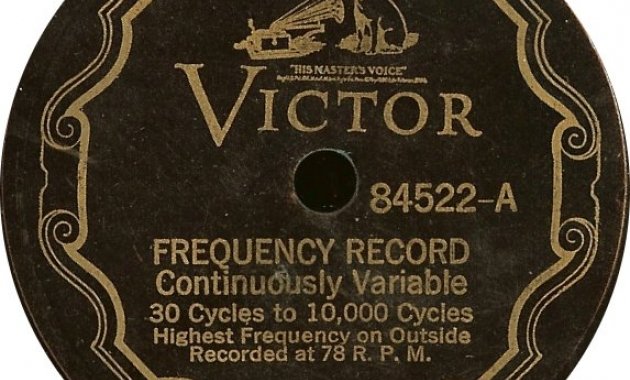 "HIS MASTER'S VOICE"
VICTOR
84522-A
FREQUENCY RECORD
Continuously Variable
30 Cycles to 10,000 Cycles
Highest Frequency on Outside
Recorded at 78 R. P. M.